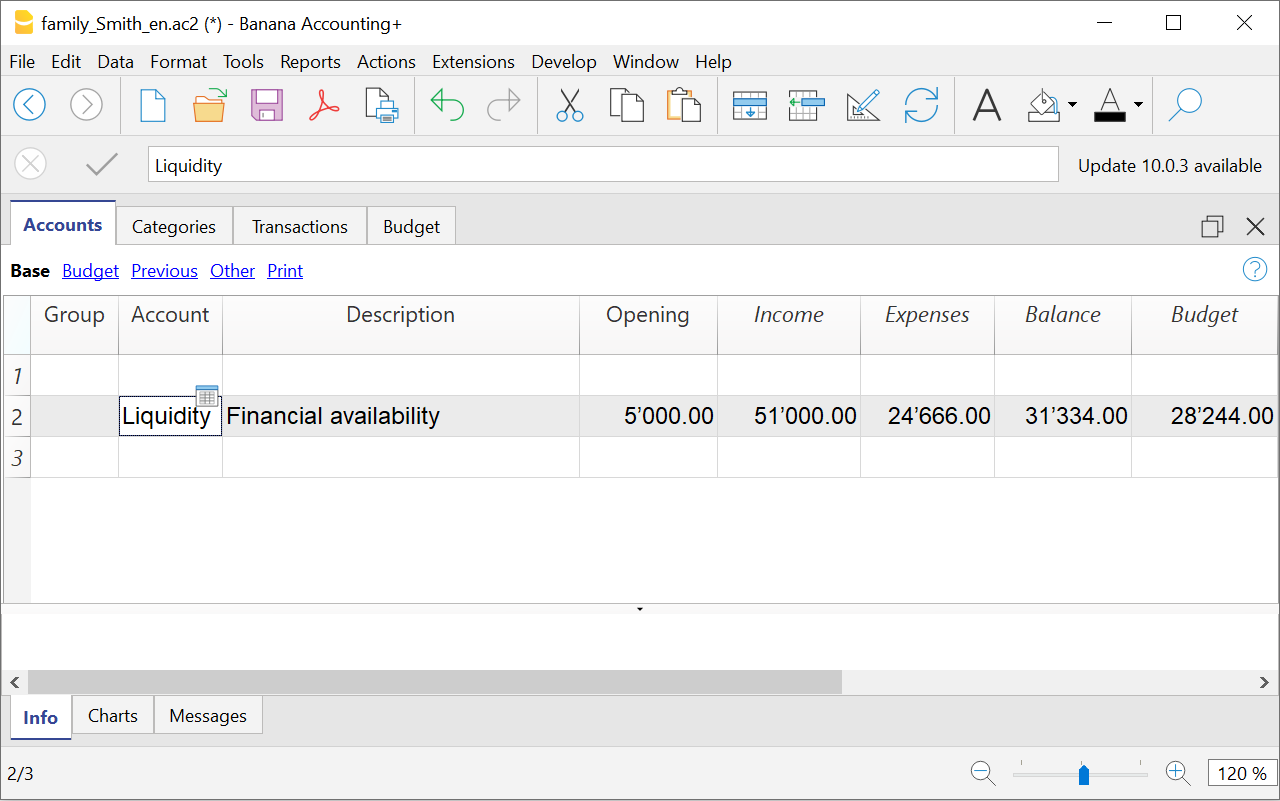 family_Smith_en.ac2 (*) - Banana Accounting+
File Edit Data Format Tools Reports Actions Extensions Develop Window Help
Liquidity
Update 10.0.3 available
Accounts Categories Transactions Budget
Base Budget Previous Other Print
Group Account Description Opening Income Expenses Balance Budget
1
2 Liquidity Financial availability 5’000.00 51’000.00 24’666.00 31’334.00 28’244.00
3
Info Charts Messages
2/3
120 %